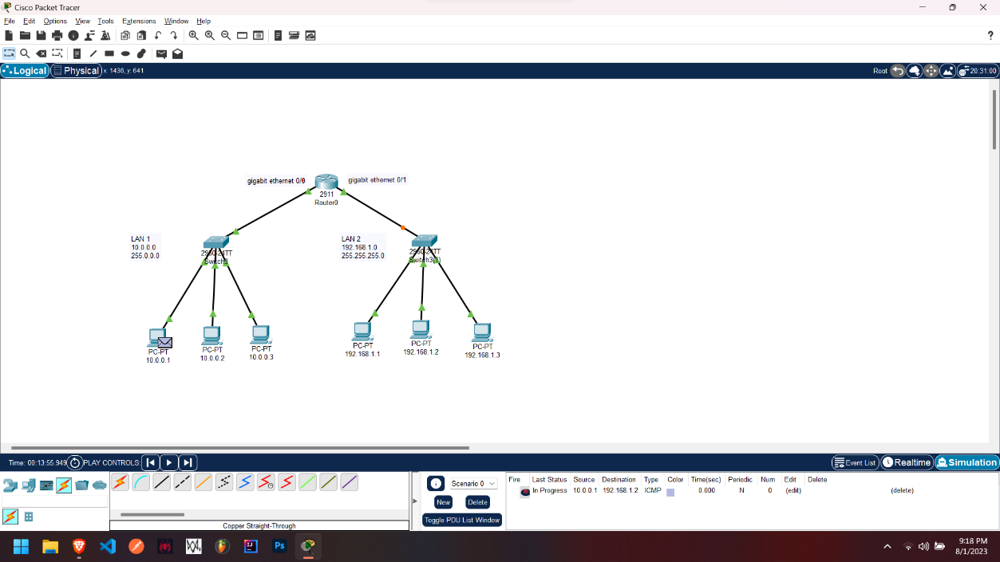 Cisco Packet Tracer
File Edit Options View Tools Extensions Window Help
Logical Physical x: 1436, y: 641 Root 20:31:00
gigabit ethernet 0/0
gigabit ethernet 0/1
2911
Router0
LAN 1
10.0.0.0
255.0.0.0
2960-24TT
LAN 2
192.168.1.0
255.255.255.0
2960-24TT
Switch3(1)
PC-PT
10.0.0.1
PC-PT
10.0.0.2
PC-PT
10.0.0.3
PC-PT
192.168.1.1
PC-PT
192.168.1.2
PC-PT
192.168.1.3
Time: 00:13:55.949 PLAY CONTROLS: Event List Realtime Simulation
Scenario 0
New Delete
Toggle PDU List Window
Fire Last Status Source Destination Type Color Time(sec) Periodic Num Edit Delete
In Progress 10.0.0.1 192.168.1.2 ICMP 0.000 N 0 (edit) (delete)
Copper Straight-Through
Ps
9:18 PM
8/1/2023